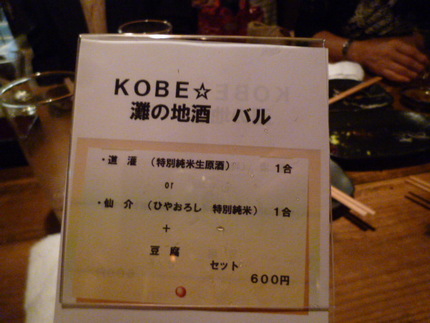 KOBE☆
灘の地酒 バル
・道灌 (特別純米生原酒) 1合
or
・仙介 (ひやおろし 特別純米) 1合
+
豆腐
セット
600円